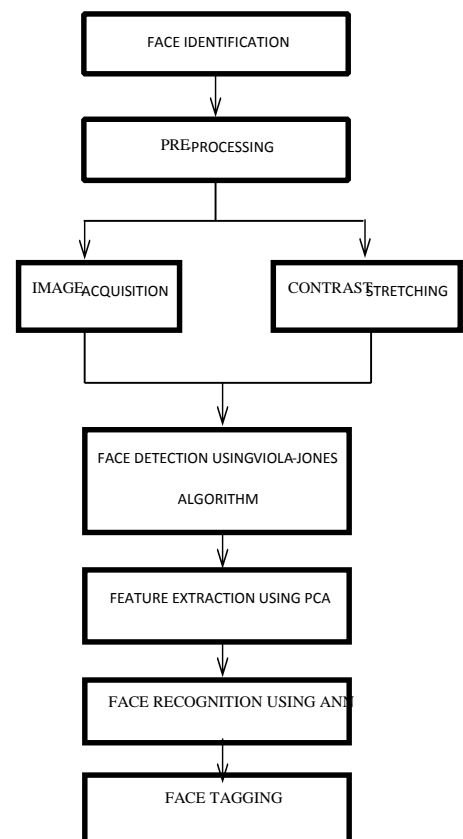 FACE IDENTIFICATION
PRE-PROCESSING
IMAGE ACQUISITION
CONTRAST STRETCHING
FACE DETECTION USINGVIOLA-JONES
ALGORITHM
FEATURE EXTRACTION USING PCA
FACE RECOGNITION USING ANN
FACE TAGGING